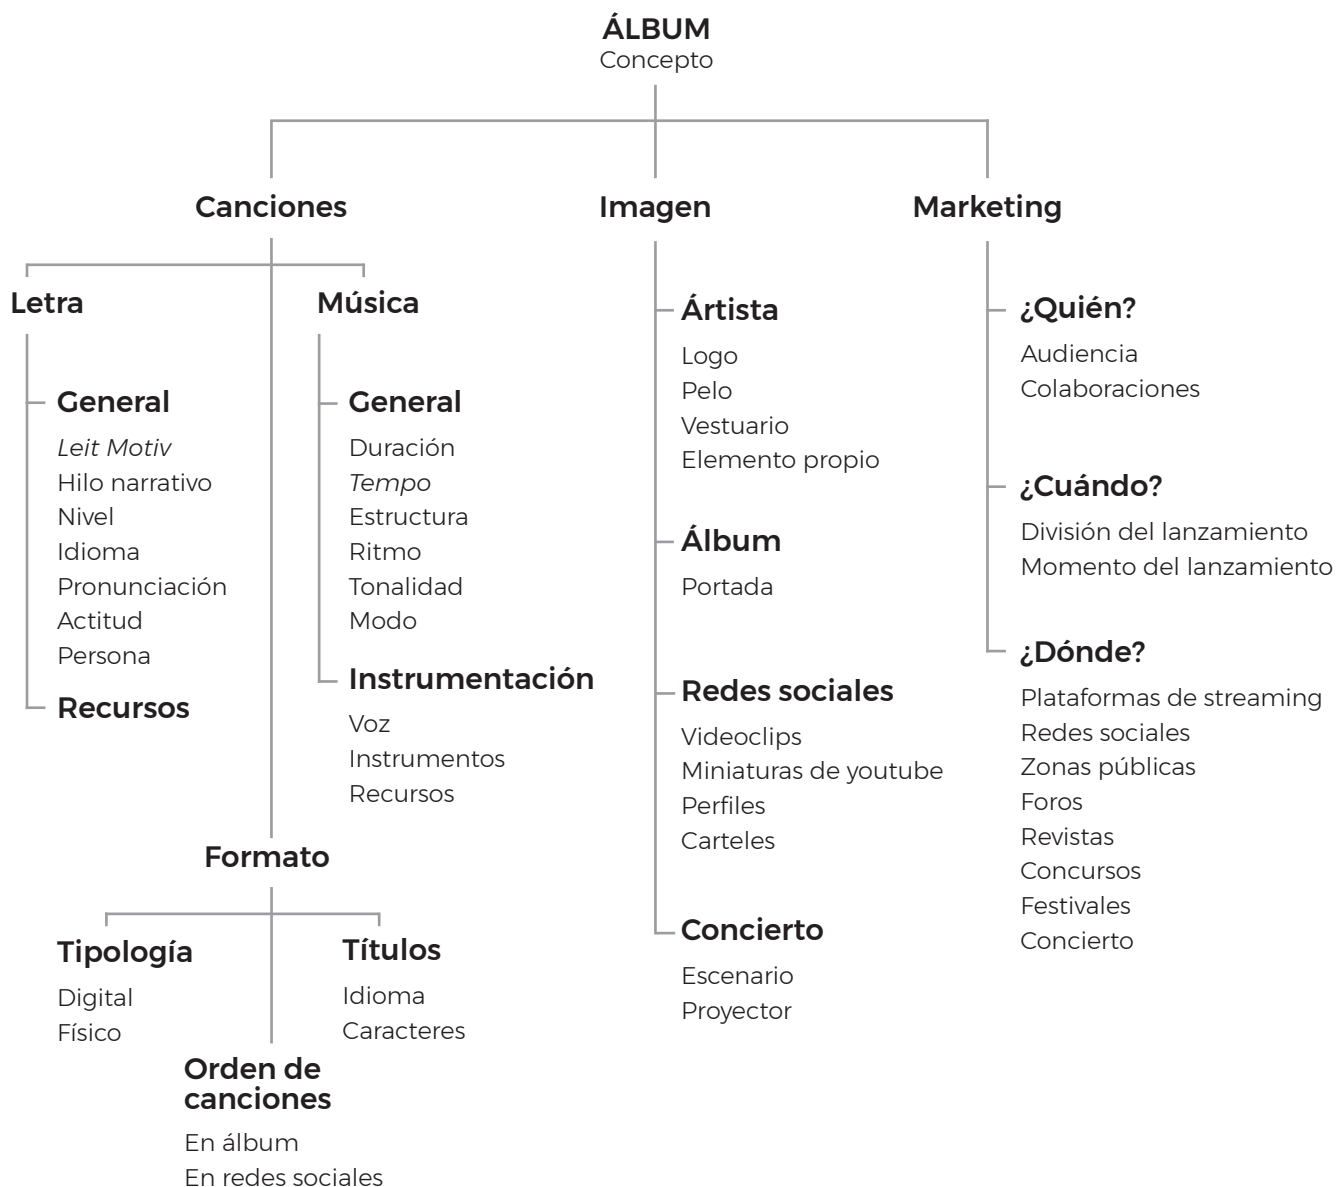 ÁLBUM
Concepto
Canciones
Letra
General
Leit Motiv
Hilo narrativo
Nivel
Idioma
Pronunciación
Actitud
Persona
Recursos
Música
General
Duración
Tempo
Estructura
Ritmo
Tonalidad
Modo
Instrumentación
Voz
Instrumentos
Recursos
Formato
Tipología
Digital
Físico
Títulos
Idioma
Caracteres
Orden de
canciones
En álbum
En redes sociales
Imagen
Ártista
Logo
Pelo
Vestuario
Elemento propio
Álbum
Portada
Redes sociales
Videoclips
Miniaturas de youtube
Perfiles
Carteles
Concierto
Escenario
Proyector
Marketing
¿Quién?
Audiencia
Colaboraciones
¿Cuándo?
División del lanzamiento
Momento del lanzamiento
¿Dónde?
Plataformas de streaming
Redes sociales
Zonas públicas
Foros
Revistas
Concursos
Festivales
Concierto